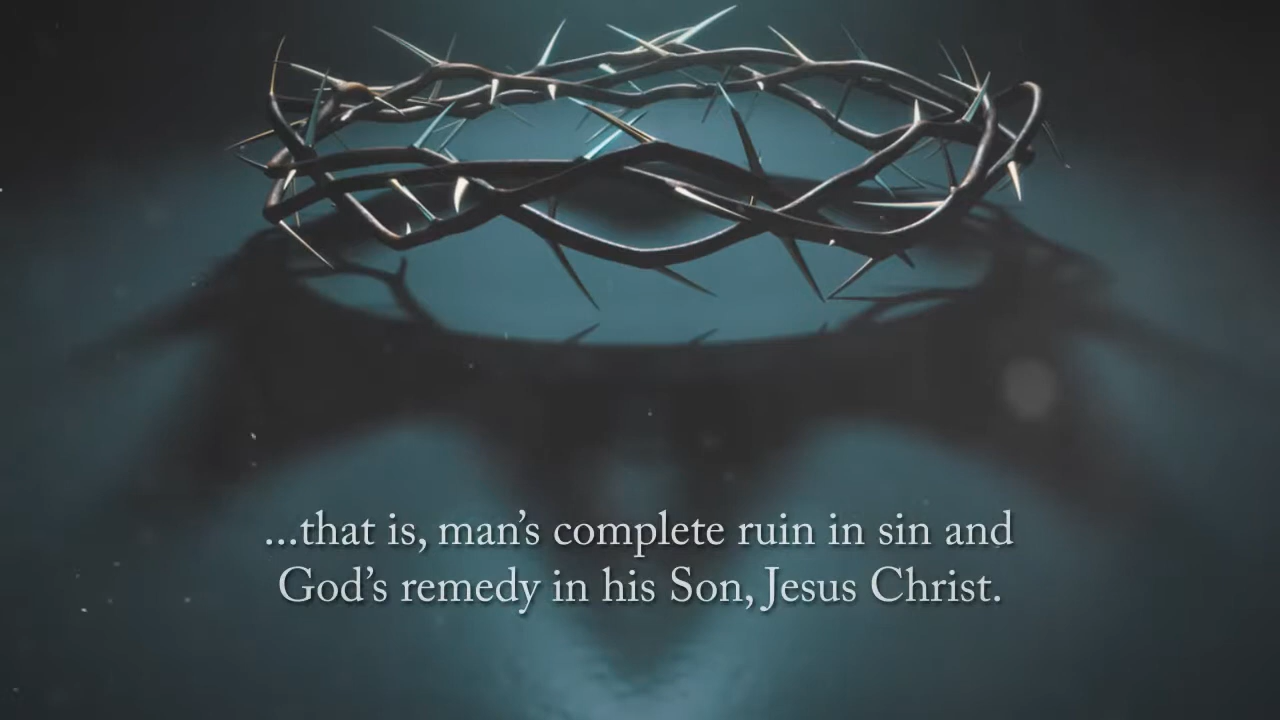 ...that is, man’s complete ruin in sin and
God’s remedy in his Son, Jesus Christ.